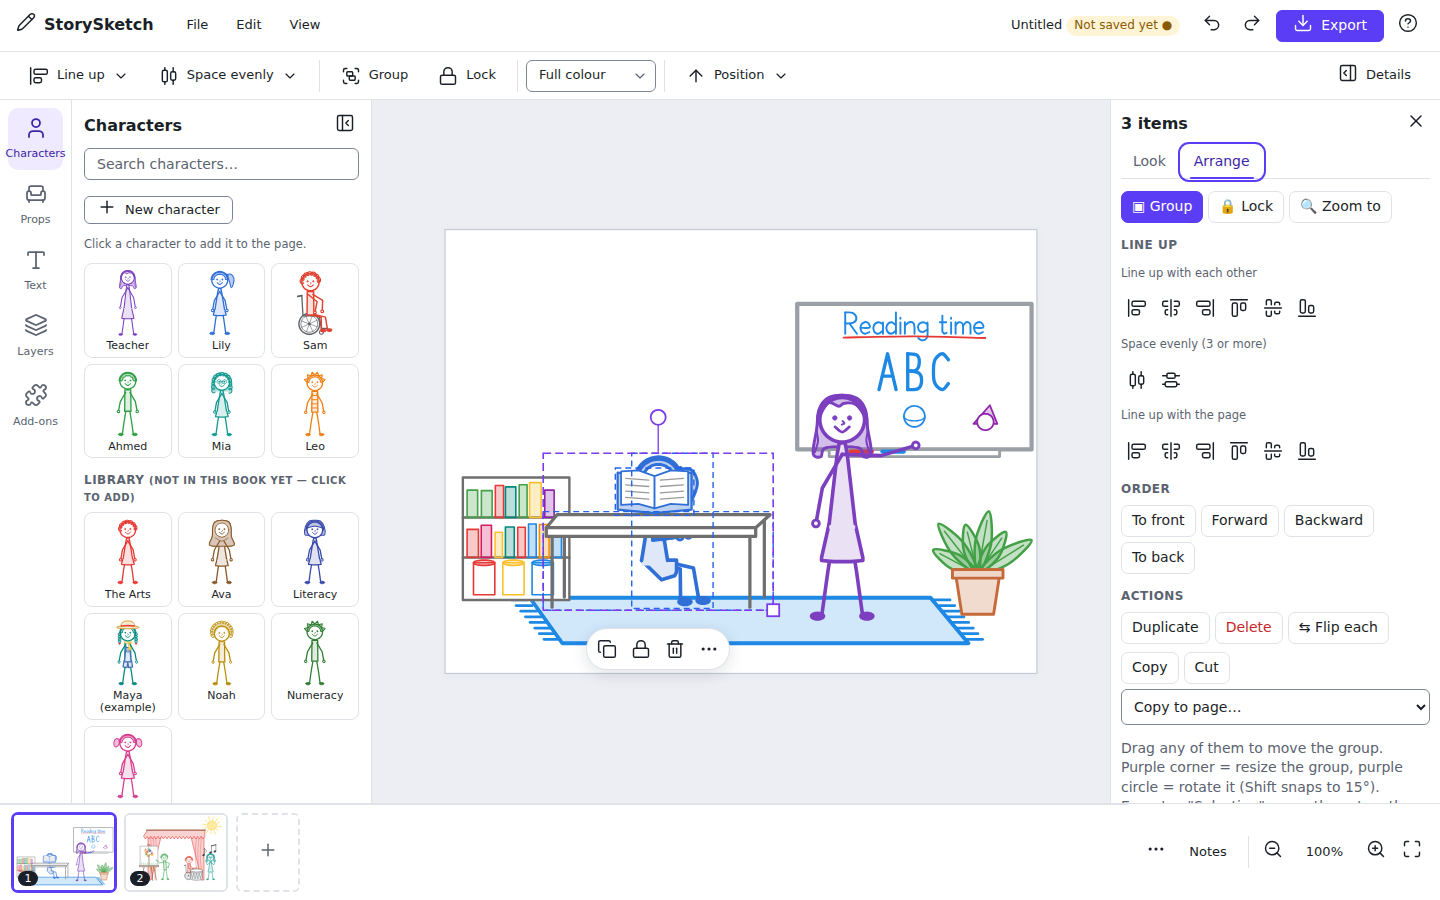 StorySketch
File
Edit
View
Untitled
Not saved yet
Export
Line up
Space evenly
Group
Lock
Full colour
Position
Details
Characters
Props
Text
Layers
Add-ons
Characters
Search characters…
New character
Click a character to add it to the page.
Teacher
Lily
Sam
Ahmed
Mia
Leo
LIBRARY (NOT IN THIS BOOK YET — CLICK
TO ADD)
The Arts
Ava
Literacy
Maya
(example)
Noah
Numeracy
Reading time
ABC
3 items
Look
Arrange
Group
Lock
Zoom to
LINE UP
Line up with each other
Space evenly (3 or more)
Line up with the page
ORDER
To front
Forward
Backward
To back
ACTIONS
Duplicate
Delete
Flip each
Copy
Cut
Copy to page…
Drag any of them to move the group.
Purple corner = resize the group, purple
circle = rotate it (Shift snaps to 15°).
Reading time
ABC
1
2
Notes
100%